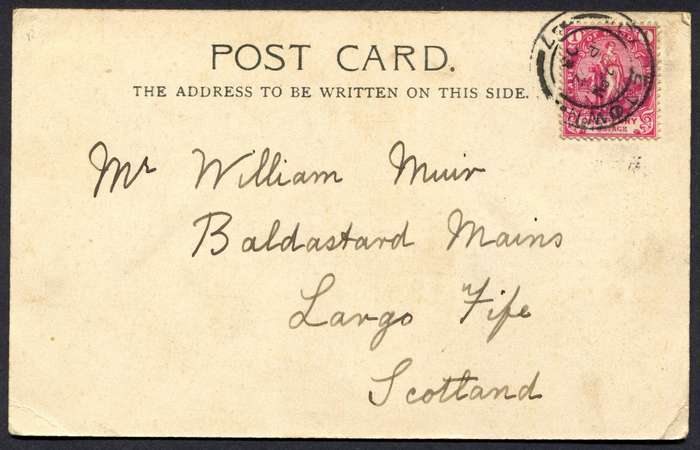 POST CARD.
THE ADDRESS TO BE WRITTEN ON THIS SIDE.
Mr William Muir
Baldastard Mains
Largo Fife
Scotland